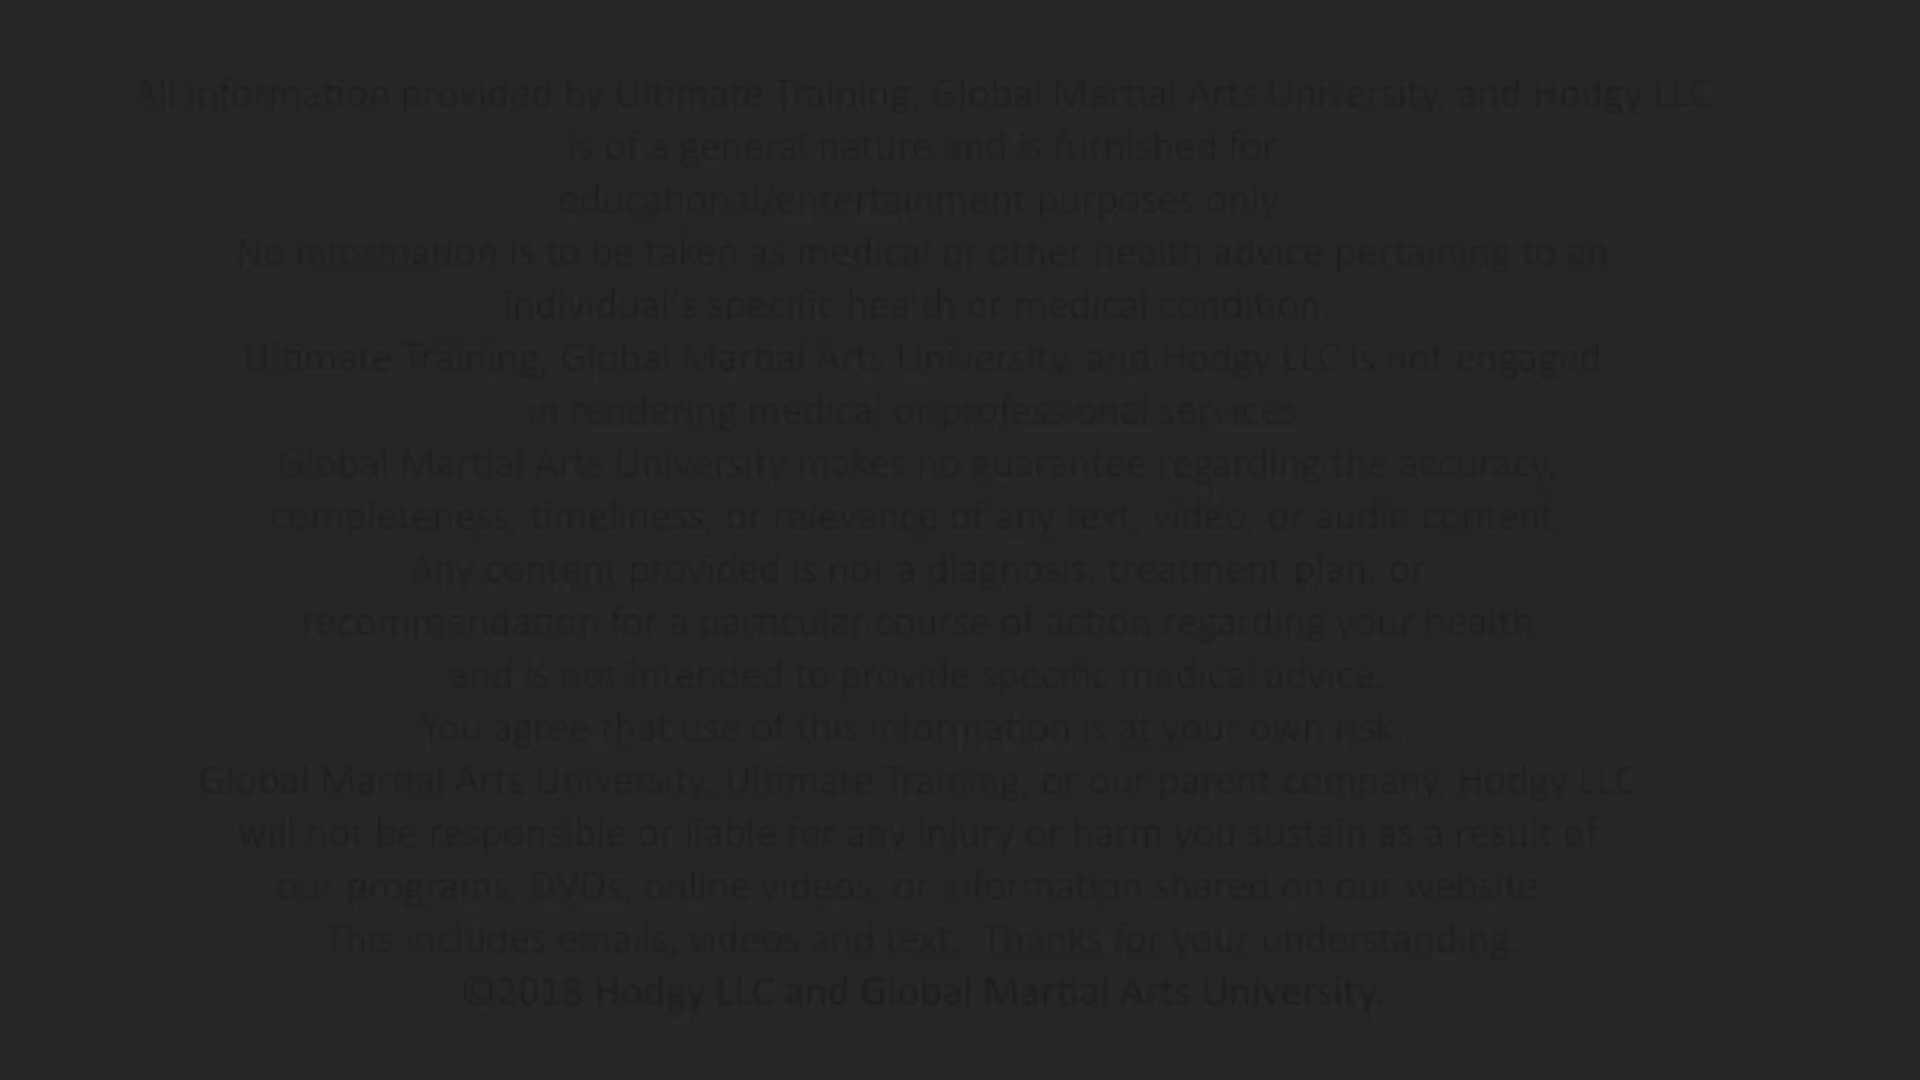 All information provided by Ultimate Training, Global Martial Arts University, and Hodgy LLC
is of a general nature and is furnished for
educational/entertainment purposes only.
No information is to be taken as medical or other health advice pertaining to an
individual's specific health or medical condition.
Ultimate Training, Global Martial Arts University, and Hodgy LLC is not engaged
in rendering medical or professional services.
Global Martial Arts University makes no guarantee regarding the accuracy,
completeness, timeliness, or relevance of any text, video, or audio content.
Any content provided is not a diagnosis, treatment plan, or
recommendation for a particular course of action regarding your health
and is not intended to provide specific medical advice.
You agree that use of this information is at your own risk.
Global Martial Arts University, Ultimate Training, or our parent company, Hodgy LLC
will not be responsible or liable for any injury or harm you sustain as a result of
our programs, DVDs, online videos, or information shared on our website.
This includes emails, videos and text.  Thanks for your understanding.
©2018 Hodgy LLC and Global Martial Arts University.